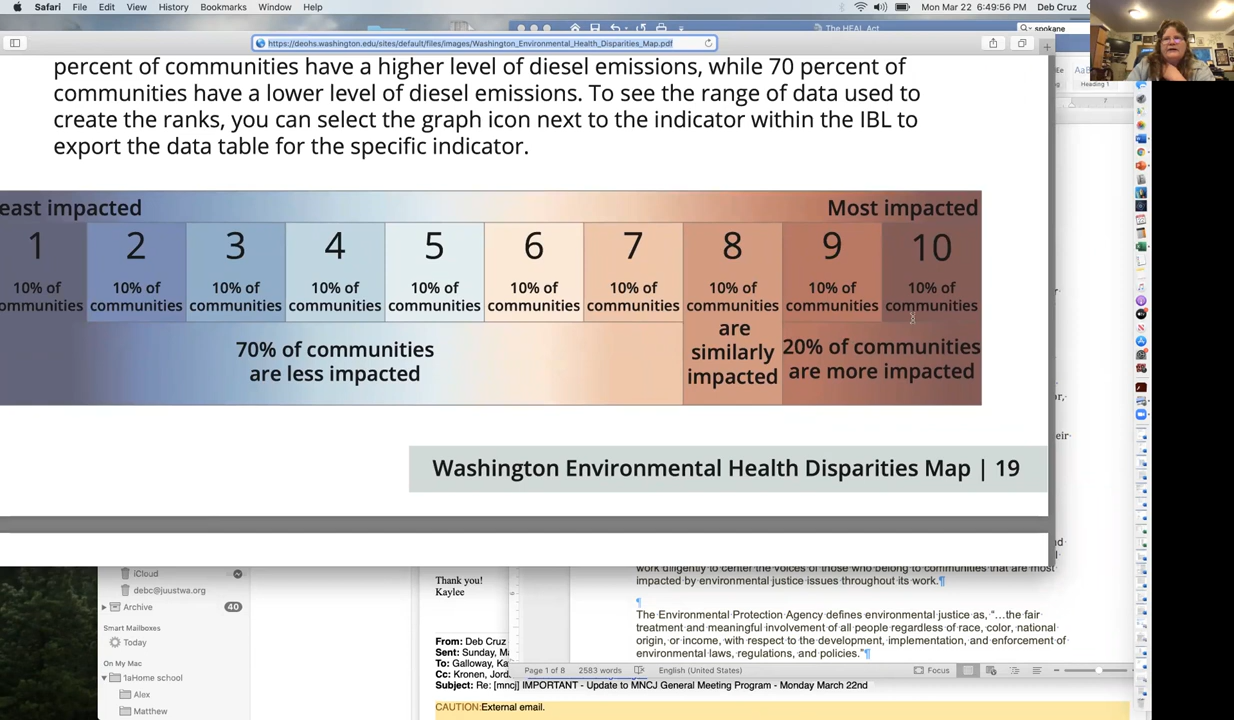 Safari File Edit View History Bookmarks Window Help
Mon Mar 22 6:49:56 PM Deb Cruz
The HEAL Act
spokane
https://deohs.washington.edu/sites/default/files/images/Washington_Environmental_Health_Disparities_Map.pdf
Heading 1
percent of communities have a higher level of diesel emissions, while 70 percent of
communities have a lower level of diesel emissions. To see the range of data used to
create the ranks, you can select the graph icon next to the indicator within the IBL to
export the data table for the specific indicator.
east impacted
Most impacted
1 2 3 4 5 6 7 8 9 10
10% of 10% of 10% of 10% of 10% of 10% of 10% of 10% of 10% of 10% of
ommunities communities communities communities communities communities communities communities communities communities
70% of communities
are less impacted
are
similarly
impacted
20% of communities
are more impacted
Washington Environmental Health Disparities Map | 19
iCloud
debc@juustwa.org
Archive 40
Smart Mailboxes
Today
On My Mac
1aHome school
Alex
Matthew
Thank you!
Kaylee
From: Deb Cruz
Sent: Sunday, Ma
To: Galloway, Ka
Cc: Kronen, Jord
Subject: Re: [mncj] IMPORTANT - Update to MNCJ General Meeting Program - Monday March 22nd
CAUTION:External email.
work diligently to center the voices of those who belong to communities that are most
impacted by environmental justice issues throughout its work.¶
¶
The Environmental Protection Agency defines environmental justice as, "…the fair
treatment and meaningful involvement of all people regardless of race, color, national
origin, or income, with respect to the development, implementation, and enforcement of
environmental laws, regulations, and policies."¶
Page 1 of 8 2583 words English (United States) Focus